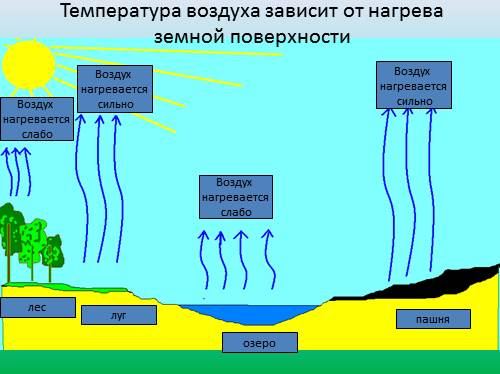 Температура воздуха зависит от нагрева
земной поверхности
Воздух
нагревается
сильно
Воздух
нагревается
сильно
Воздух
нагревается
слабо
Воздух
нагревается
слабо
лес
луг
пашня
озеро